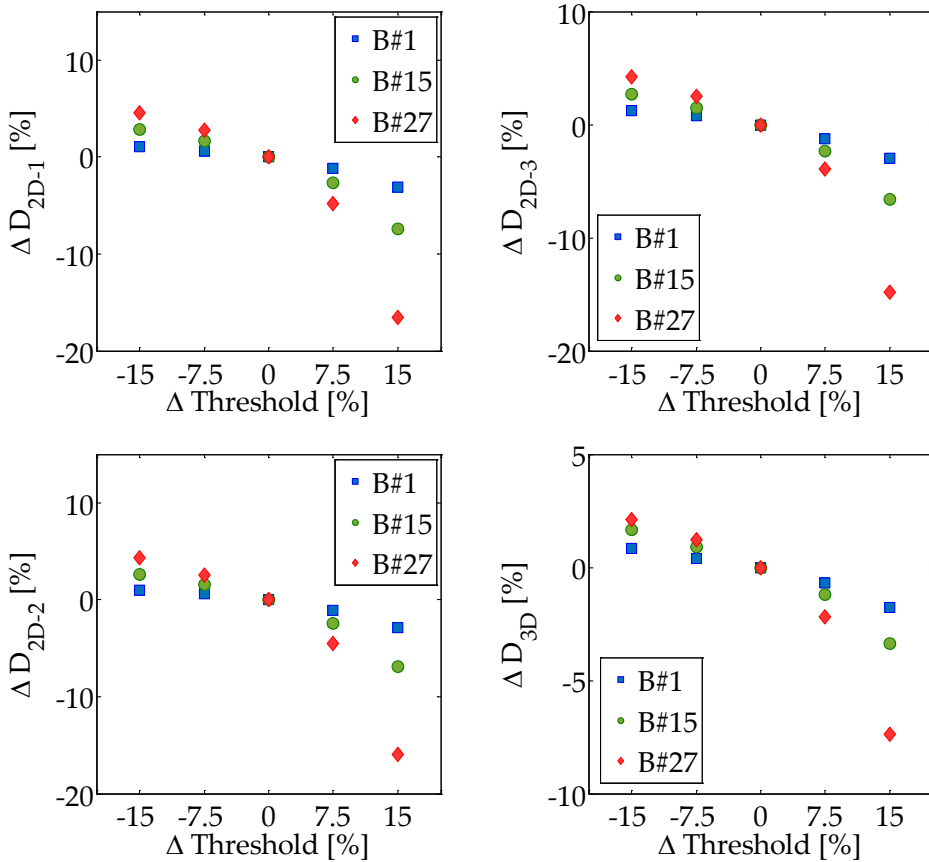 10
0
-10
-20
-15
-7.5
0
7.5
15
Δ Threshold [%]
Δ D2D-1 [%]
B#1
B#15
B#27
10
0
-10
-20
-15
-7.5
0
7.5
15
Δ Threshold [%]
Δ D2D-3 [%]
B#1
B#15
B#27
10
0
-10
-20
-15
-7.5
0
7.5
15
Δ Threshold [%]
Δ D2D-2 [%]
B#1
B#15
B#27
5
0
-5
-10
-15
-7.5
0
7.5
15
Δ Threshold [%]
Δ D3D [%]
B#1
B#15
B#27